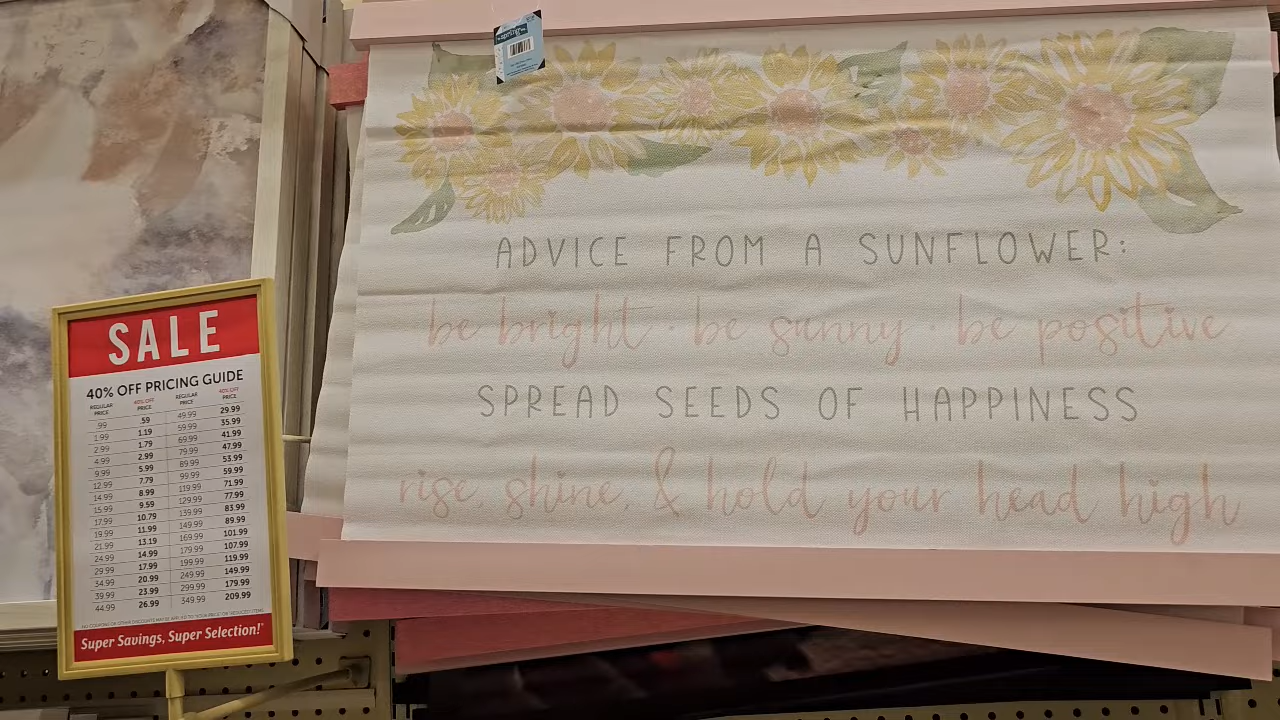 ADVICE FROM A SUNFLOWER:
be bright · be sunny · be positive
SPREAD SEEDS OF HAPPINESS
rise, shine, & hold your head high
SALE
40% OFF PRICING GUIDE
REGULAR PRICE 40% OFF PRICE REGULAR PRICE 40% OFF PRICE
.99 .59 49.99 29.99
1.99 1.19 59.99 35.99
2.99 1.79 69.99 41.99
4.99 2.99 79.99 47.99
9.99 5.99 89.99 53.99
12.99 7.79 99.99 59.99
14.99 8.99 119.99 71.99
15.99 9.59 129.99 77.99
17.99 10.79 139.99 83.99
19.99 11.99 149.99 89.99
21.99 13.19 169.99 101.99
24.99 14.99 179.99 107.99
29.99 17.99 199.99 119.99
34.99 20.99 249.99 149.99
39.99 23.99 299.99 179.99
44.99 26.99 349.99 209.99
Super Savings, Super Selection!